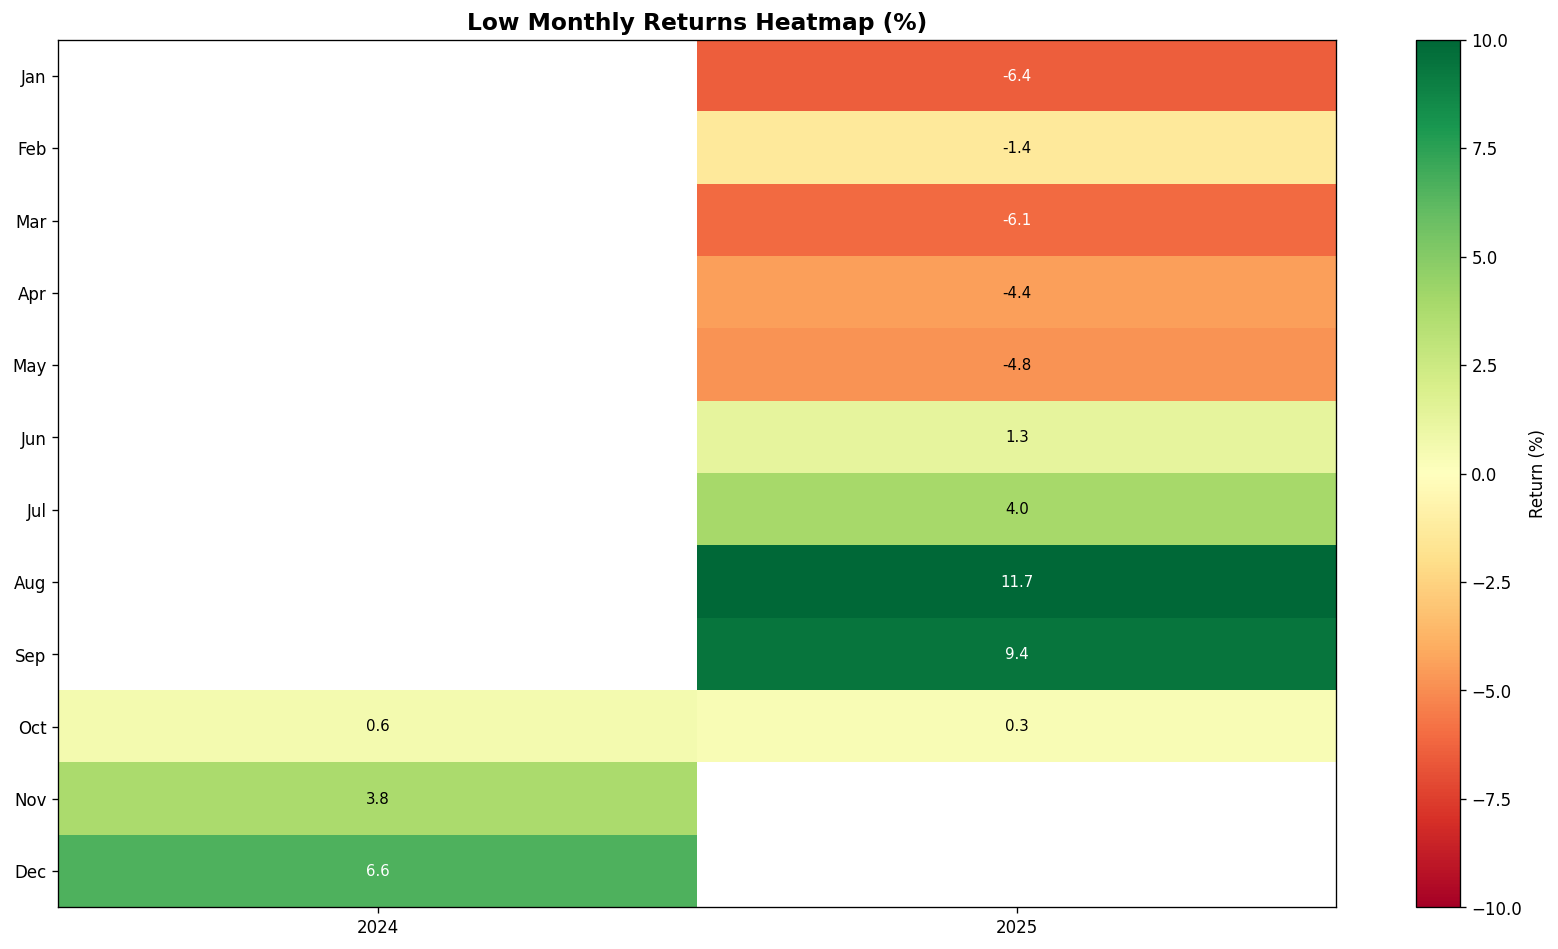 Low Monthly Returns Heatmap (%)
Jan
-6.4
Feb
-1.4
Mar
-6.1
Apr
-4.4
May
-4.8
Jun
1.3
Jul
4.0
Aug
11.7
Sep
9.4
Oct
0.6
0.3
Nov
3.8
Dec
6.6
2024
2025
10.0
7.5
5.0
2.5
0.0
−2.5
−5.0
−7.5
−10.0
Return (%)